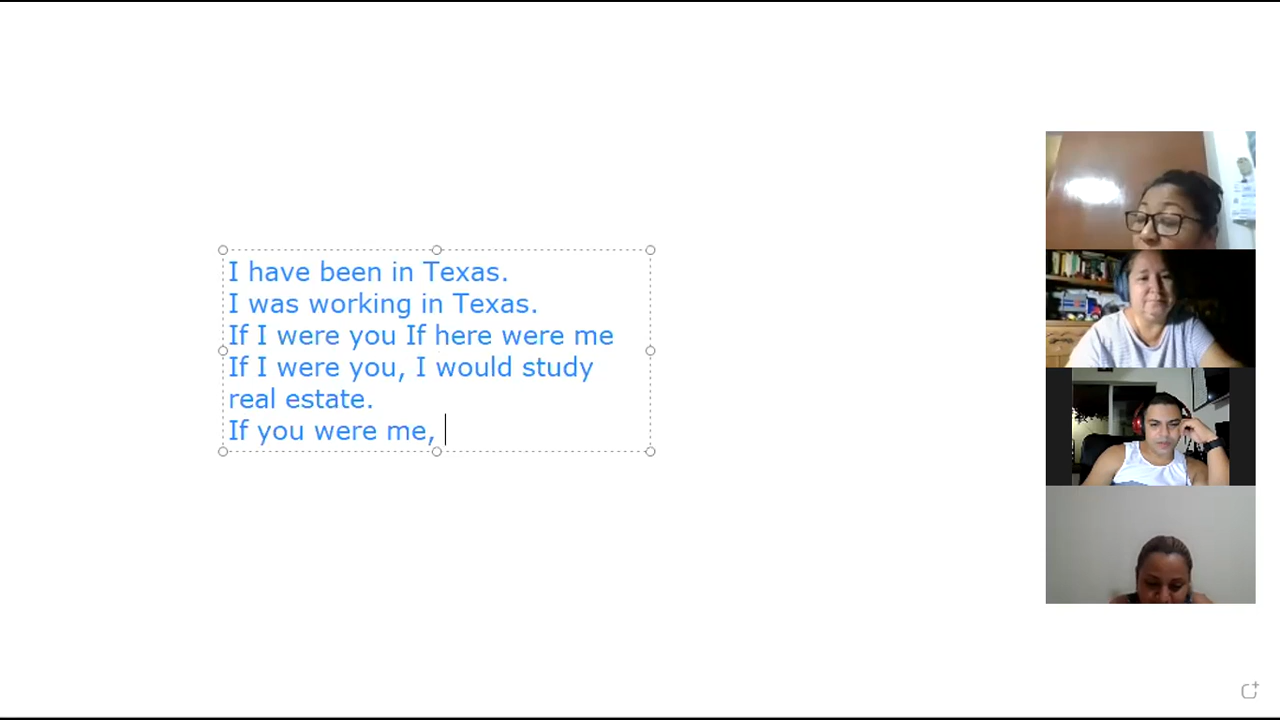 I have been in Texas.
I was working in Texas.
If I were you If here were me
If I were you, I would study
real estate.
If you were me,